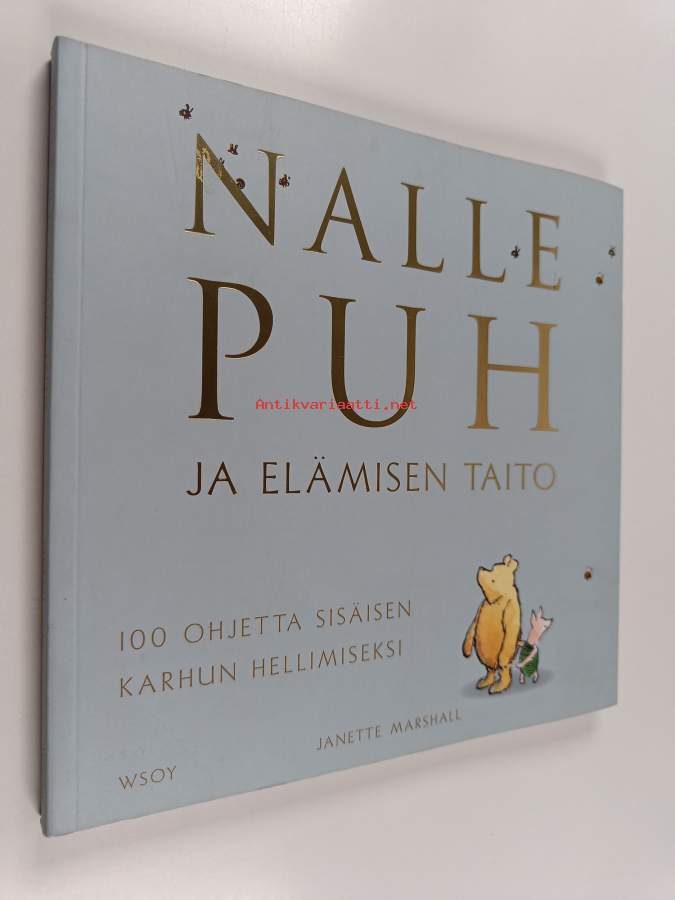 NALLE
PUH
Antikvariaatti.net
JA ELÄMISEN TAITO
100 OHJETTA SISÄISEN
KARHUN HELLIMISEKSI
JANETTE MARSHALL
WSOY